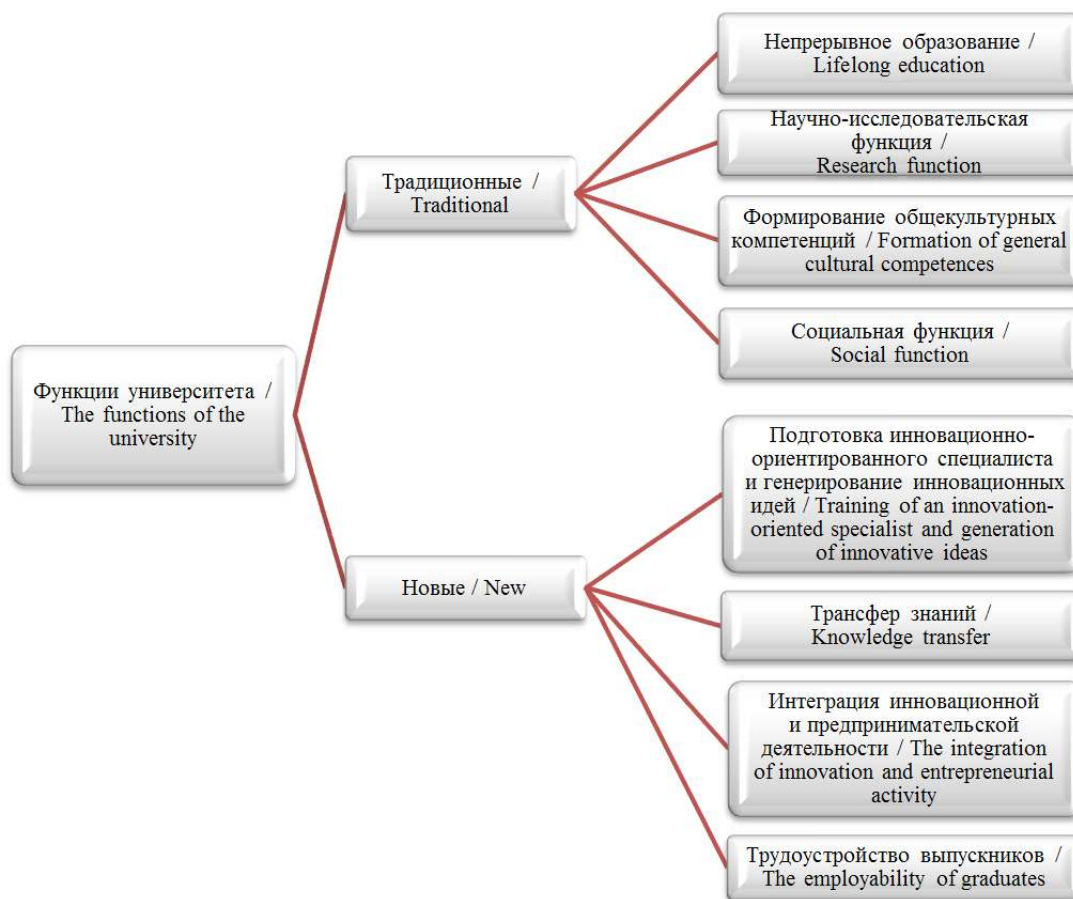 Функции университета /
The functions of the
university
Традиционные /
Traditional
Непрерывное образование /
Lifelong education
Научно-исследовательская
функция /
Research function
Формирование общекультурных
компетенций / Formation of general
cultural competences
Социальная функция /
Social function
Новые / New
Подготовка инновационно-
ориентированного специалиста
и генерирование инновационных
идей / Training of an innovation-
oriented specialist and generation
of innovative ideas
Трансфер знаний /
Knowledge transfer
Интеграция инновационной
и предпринимательской
деятельности / The integration
of innovation and entrepreneurial
activity
Трудоустройство выпускников /
The employability of graduates